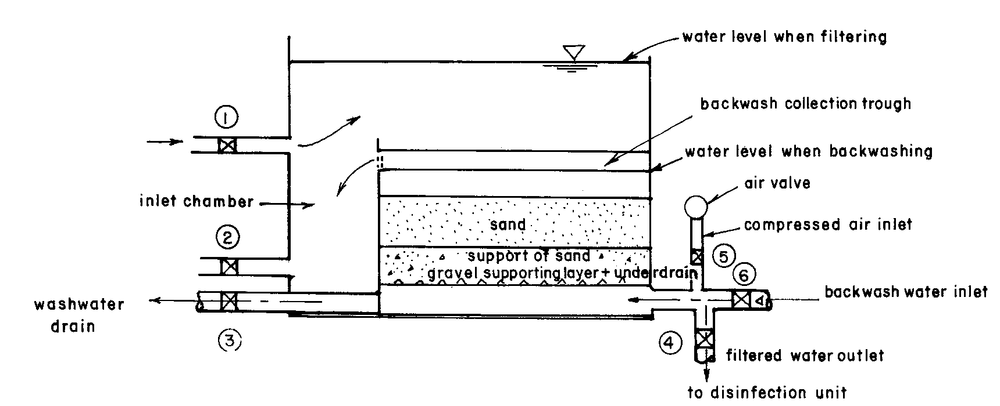 water level when filtering
backwash collection trough
1
water level when backwashing
air valve
inlet chamber
sand
compressed air inlet
2
support of sand
5
gravel supporting layer + underdrain
6
backwash water inlet
washwater
drain
3
4
filtered water outlet
to disinfection unit